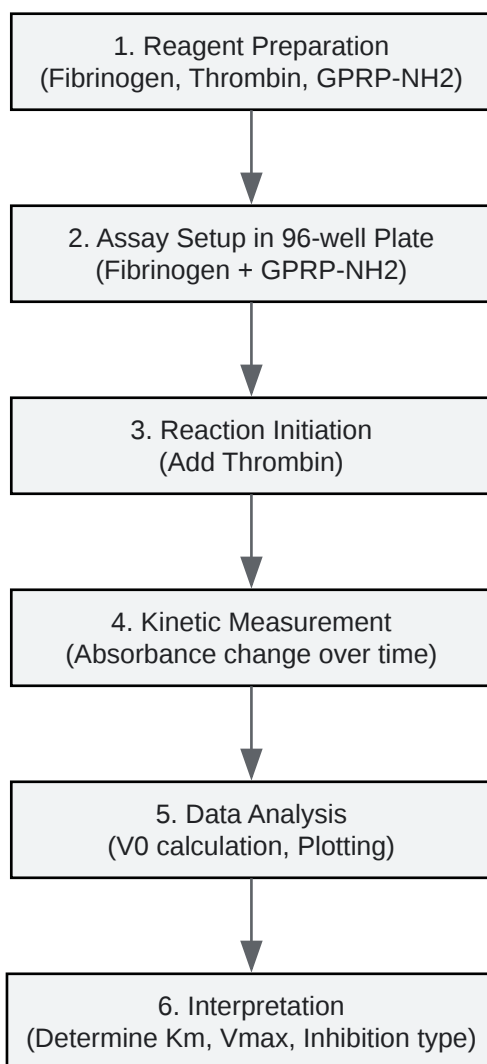 1. Reagent Preparation
(Fibrinogen, Thrombin, GPRP-NH2)
2. Assay Setup in 96-well Plate
(Fibrinogen + GPRP-NH2)
3. Reaction Initiation
(Add Thrombin)
4. Kinetic Measurement
(Absorbance change over time)
5. Data Analysis
(V0 calculation, Plotting)
6. Interpretation
(Determine Km, Vmax, Inhibition type)